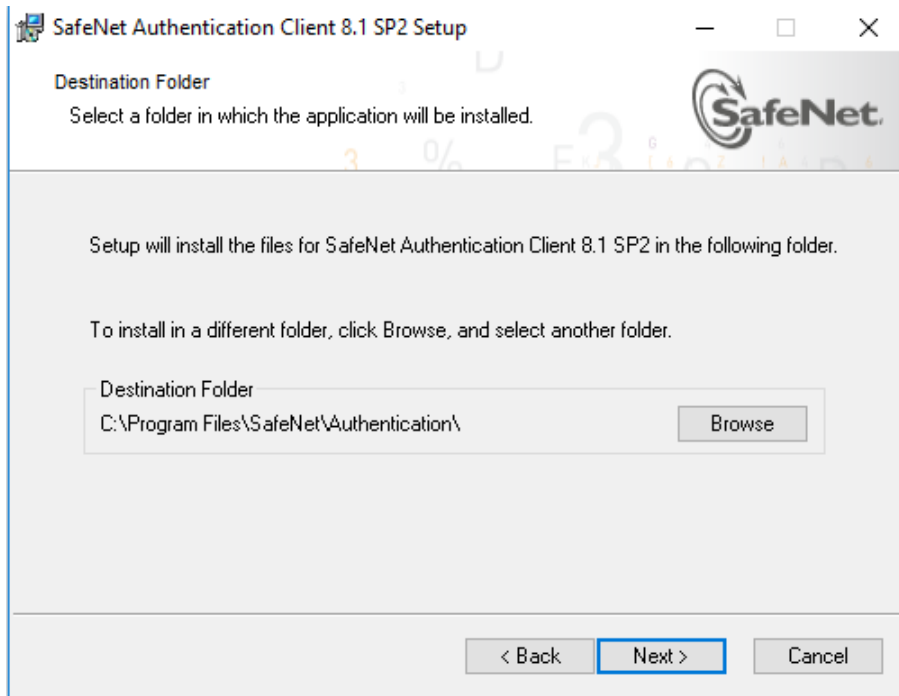 SafeNet Authentication Client 8.1 SP2 Setup
Destination Folder
Select a folder in which the application will be installed.
SafeNet.
Setup will install the files for SafeNet Authentication Client 8.1 SP2 in the following folder.
To install in a different folder, click Browse, and select another folder.
Destination Folder
C:\Program Files\SafeNet\Authentication\
Browse
< Back
Next >
Cancel